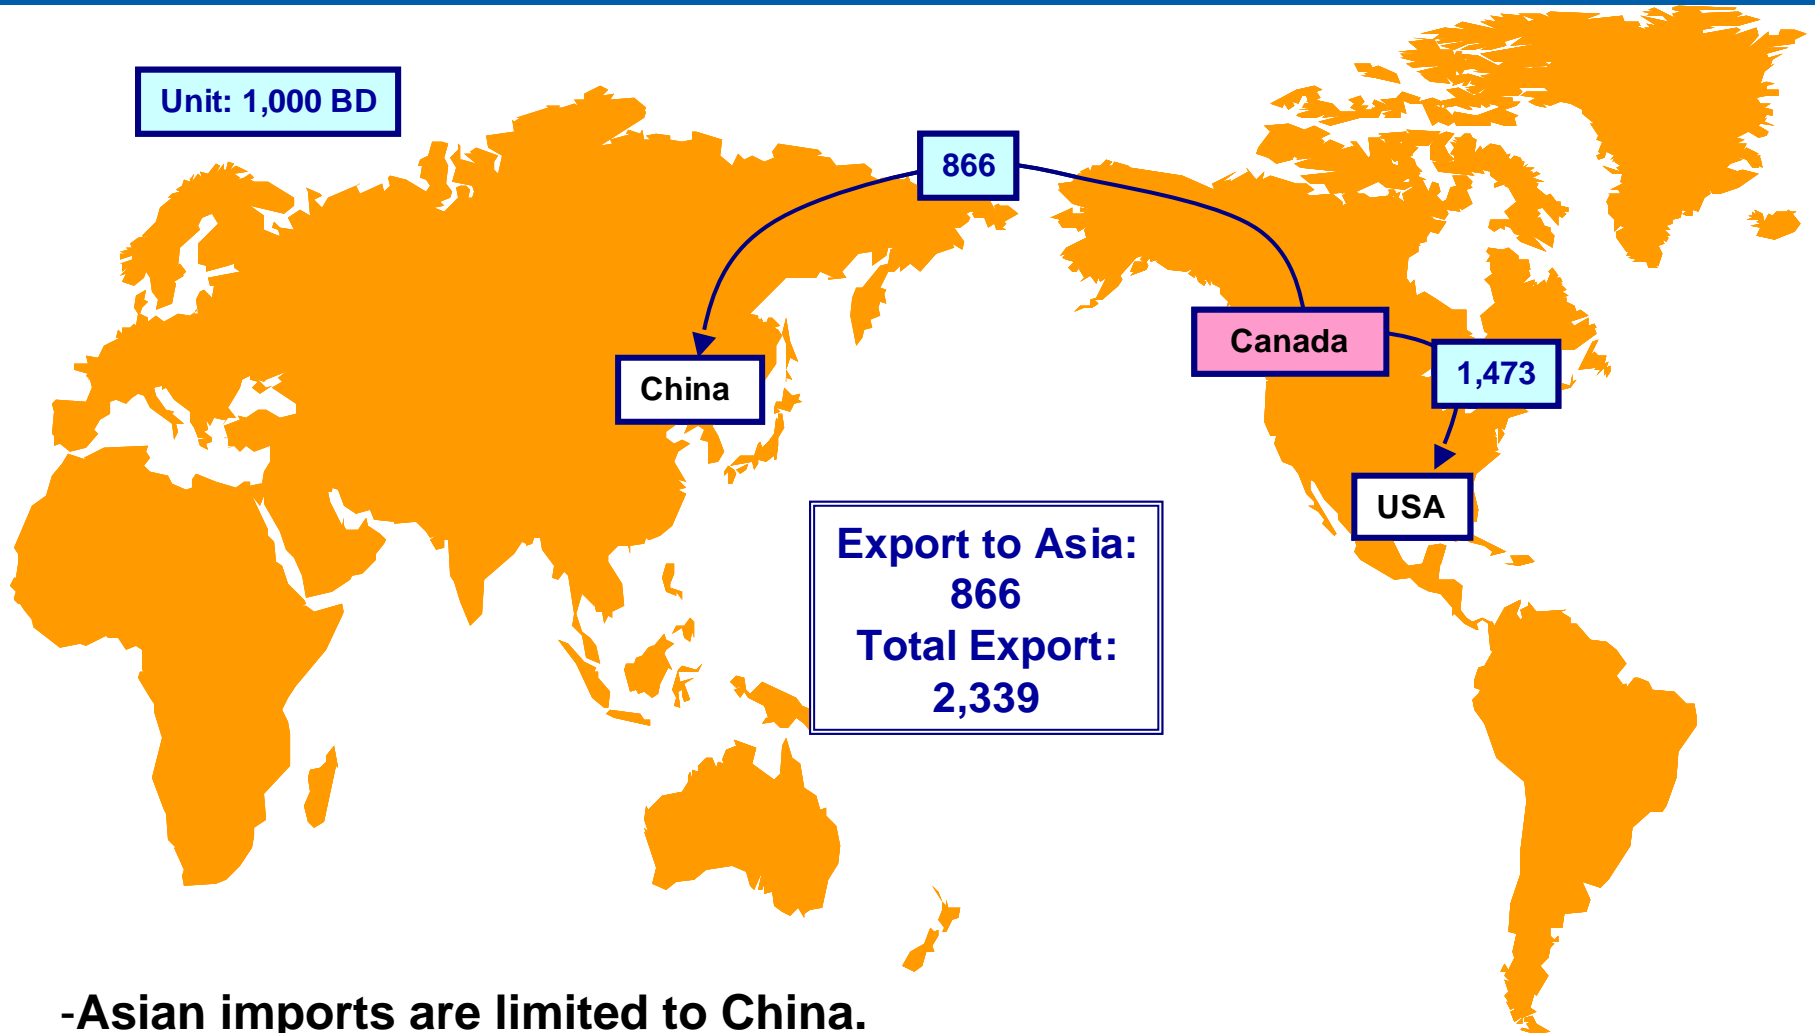 Unit: 1,000 BD
866
Canada
1,473
China
USA
Export to Asia:
866
Total Export:
2,339
-Asian imports are limited to China.